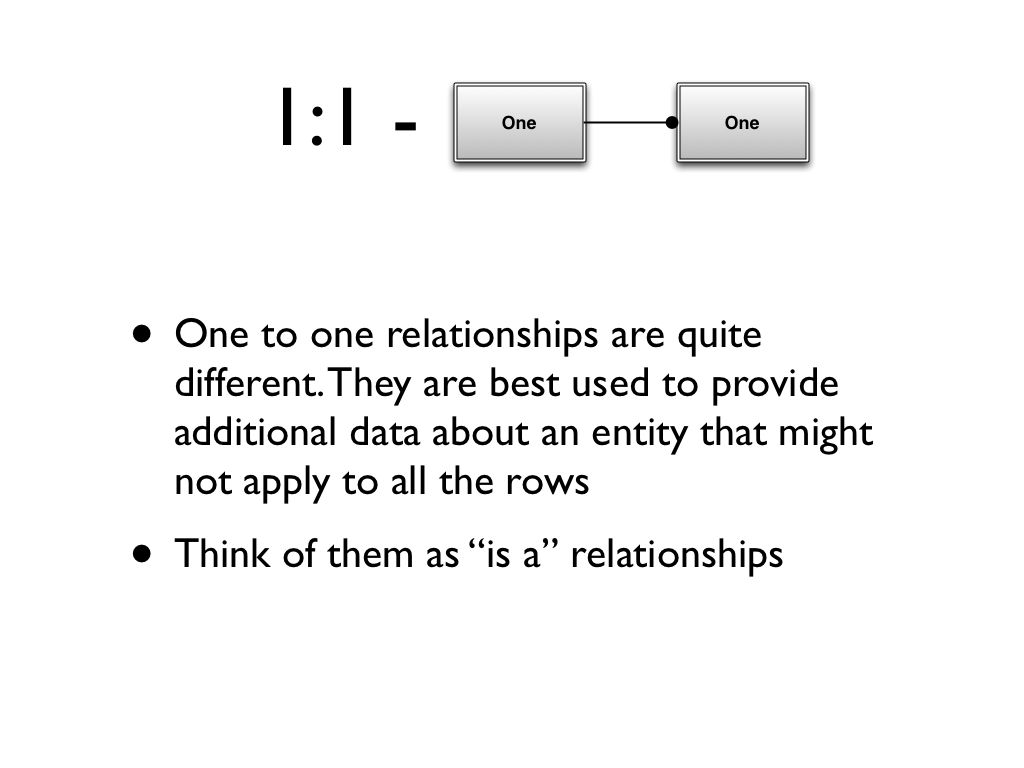 1:1 - One One
• One to one relationships are quite
different. They are best used to provide
additional data about an entity that might
not apply to all the rows
• Think of them as “is a” relationships